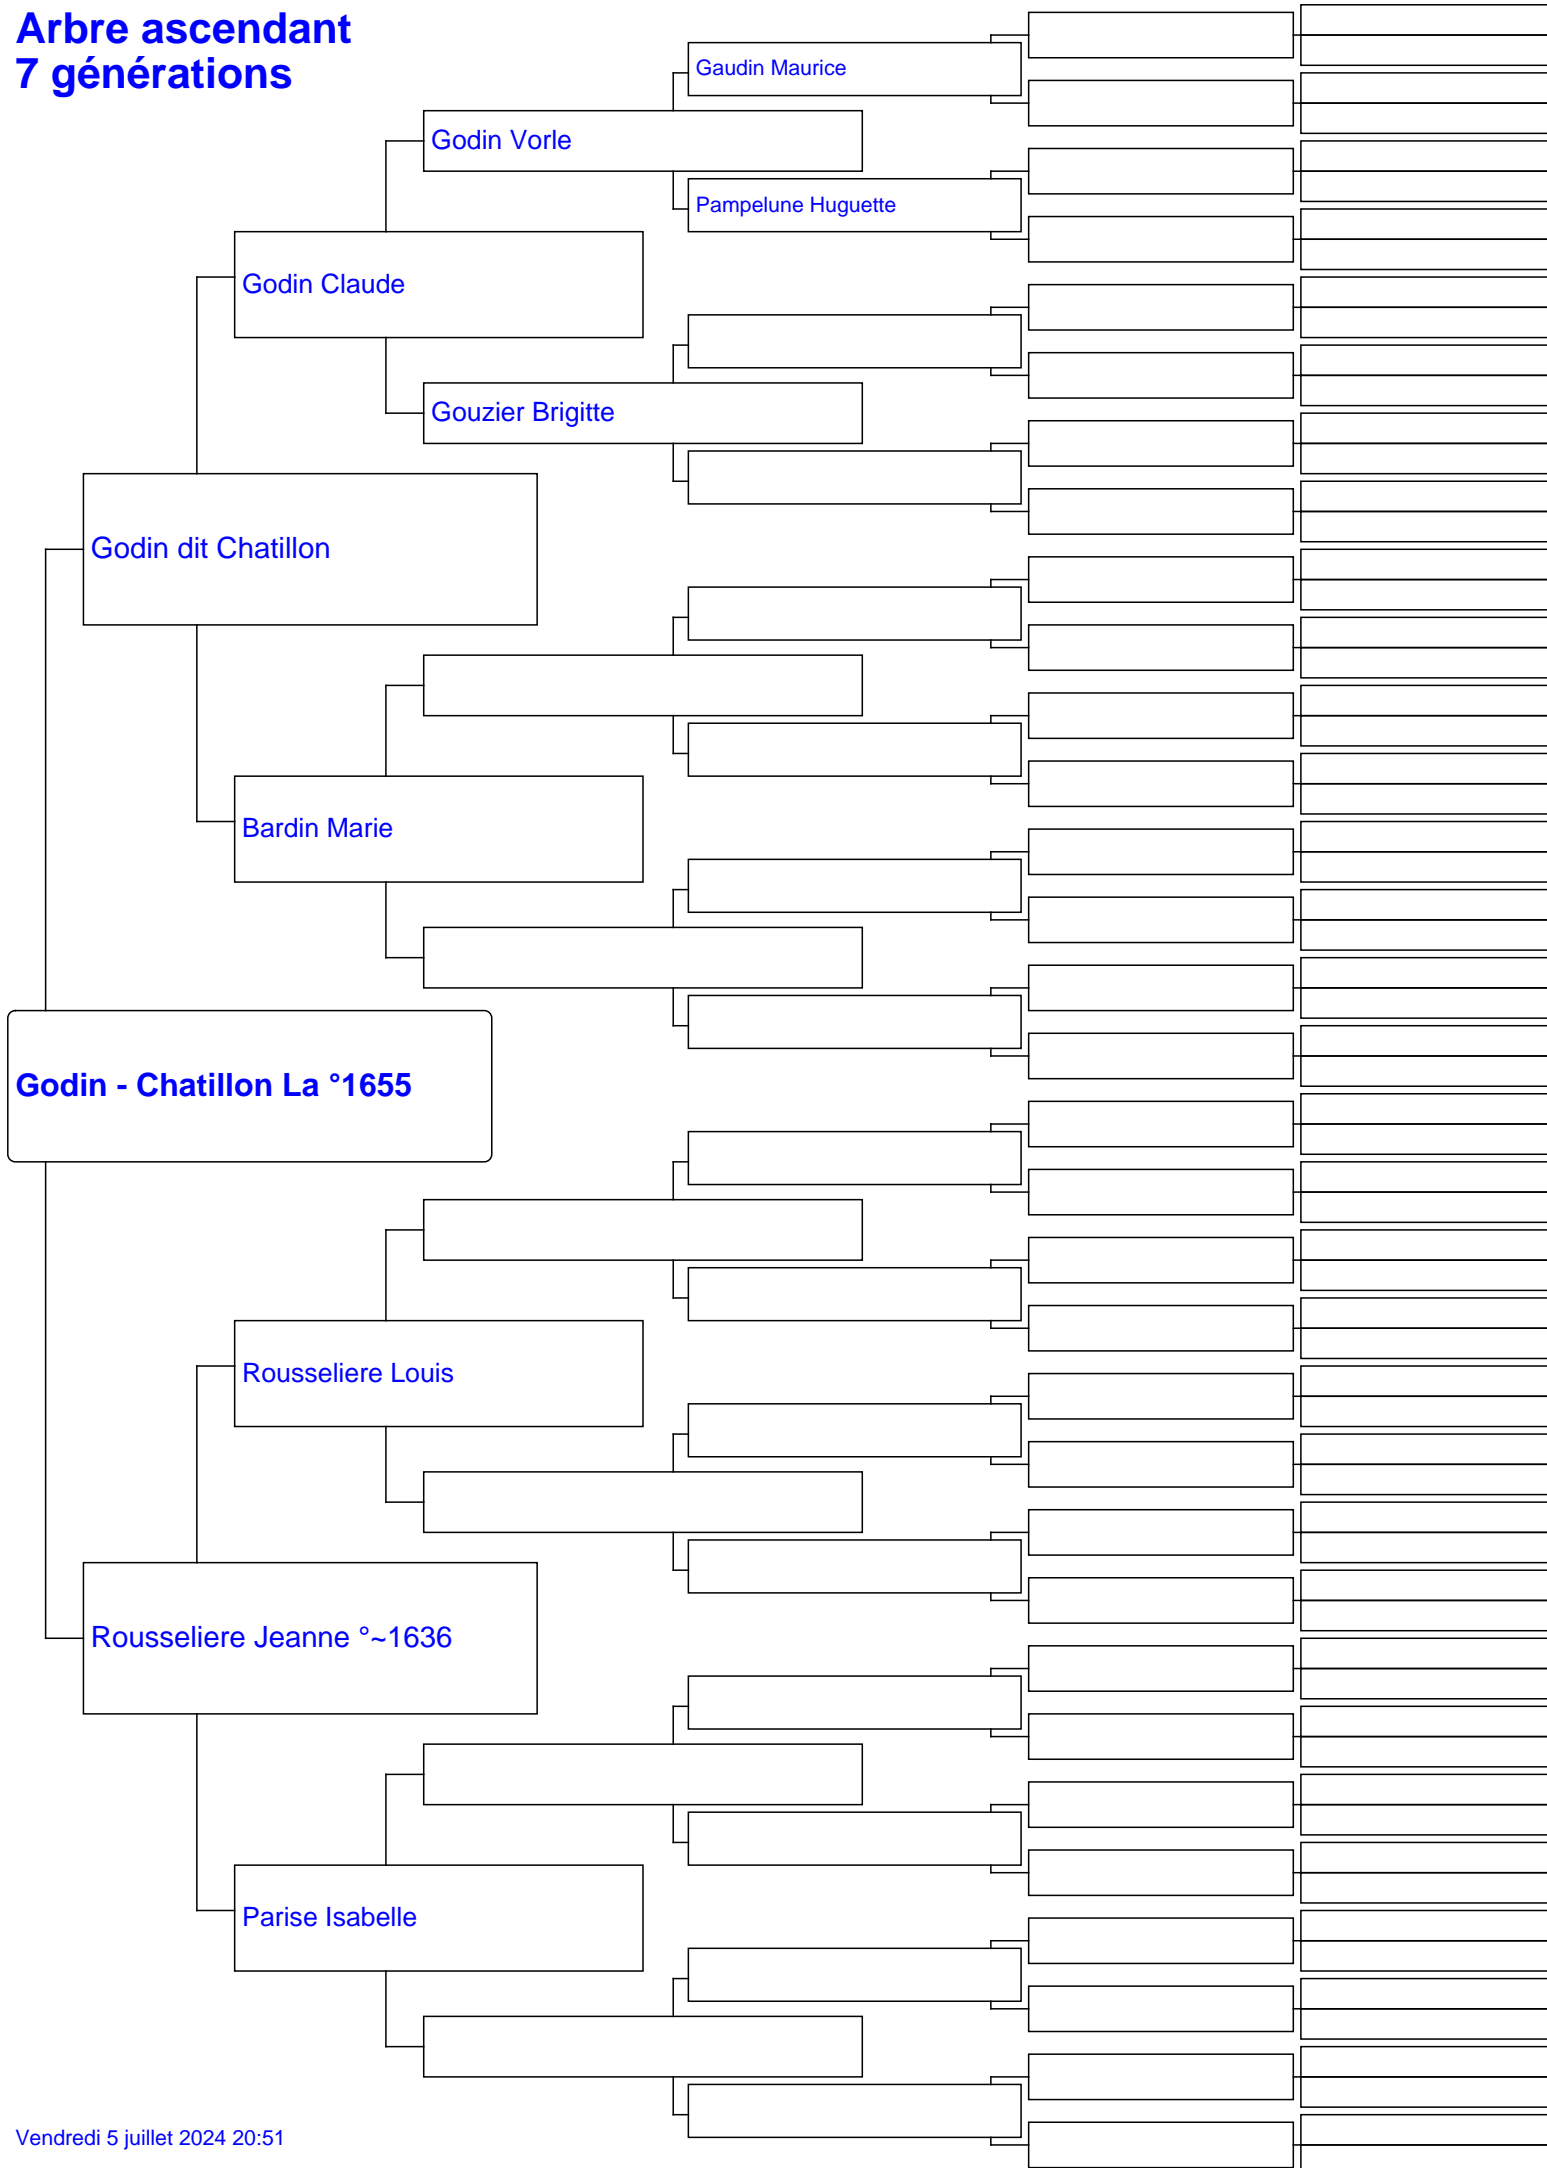 Arbre ascendant
7 générations
Gaudin Maurice
Godin Vorle
Pampelune Huguette
Godin Claude
Gouzier Brigitte
Godin dit Chatillon
Bardin Marie
Godin - Chatillon La °1655
Rousseliere Louis
Rousseliere Jeanne °~1636
Parise Isabelle
Vendredi 5 juillet 2024 20:51